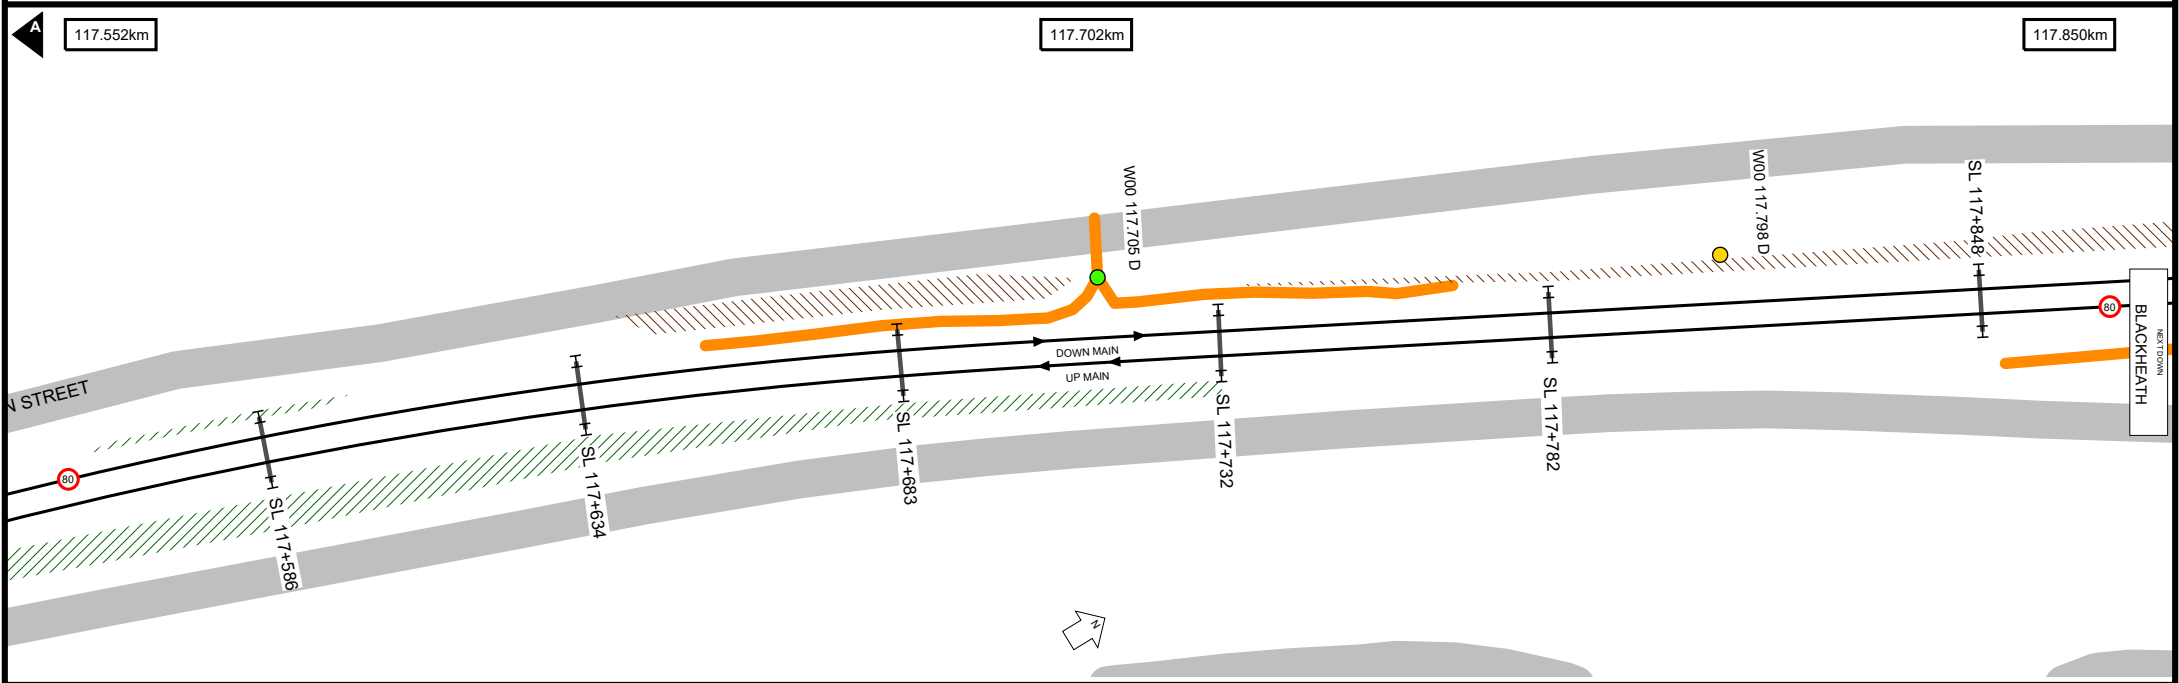 A
117.552km
117.702km
117.850km
W00 117.705 D
W00 117.798 D
SL 117+848
N STREET
80
DOWN MAIN
UP MAIN
80
BLACKHEATH
NEXT DOWN
SL 117+586
SL 117+634
SL 117+683
SL 117+732
SL 117+782
N